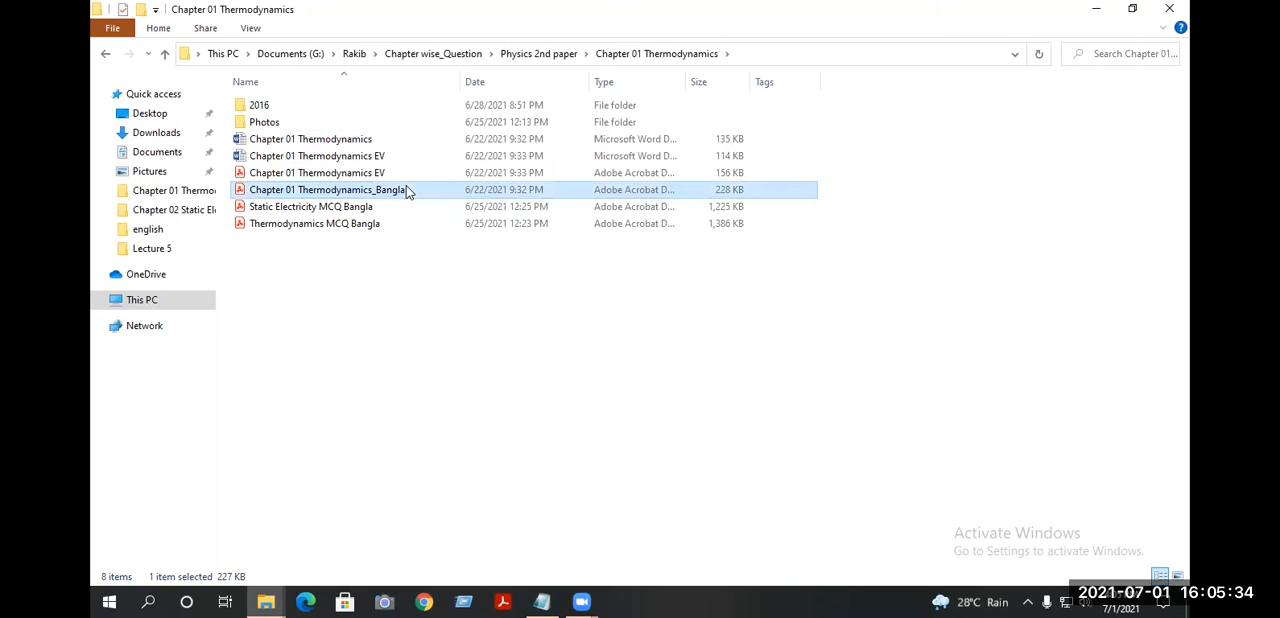 Chapter 01 Thermodynamics
File Home Share View
This PC Documents (G:) Rakib Chapter wise_Question Physics 2nd paper Chapter 01 Thermodynamics
Search Chapter 01...
Name Date Type Size Tags
Quick access
Desktop
Downloads
Documents
Pictures
Chapter 01 Thermo
Chapter 02 Static El
english
Lecture 5
OneDrive
This PC
Network
2016 6/28/2021 8:51 PM File folder
Photos 6/25/2021 12:13 PM File folder
Chapter 01 Thermodynamics 6/22/2021 9:32 PM Microsoft Word D... 135 KB
Chapter 01 Thermodynamics EV 6/22/2021 9:33 PM Microsoft Word D... 114 KB
Chapter 01 Thermodynamics EV 6/22/2021 9:33 PM Adobe Acrobat D... 156 KB
Chapter 01 Thermodynamics_Bangla 6/22/2021 9:32 PM Adobe Acrobat D... 228 KB
Static Electricity MCQ Bangla 6/25/2021 12:25 PM Adobe Acrobat D... 1,225 KB
Thermodynamics MCQ Bangla 6/25/2021 12:23 PM Adobe Acrobat D... 1,386 KB
Activate Windows
Go to Settings to activate Windows.
8 items 1 item selected 227 KB
28°C Rain
2021-07-01 16:05:34
7/1/2021